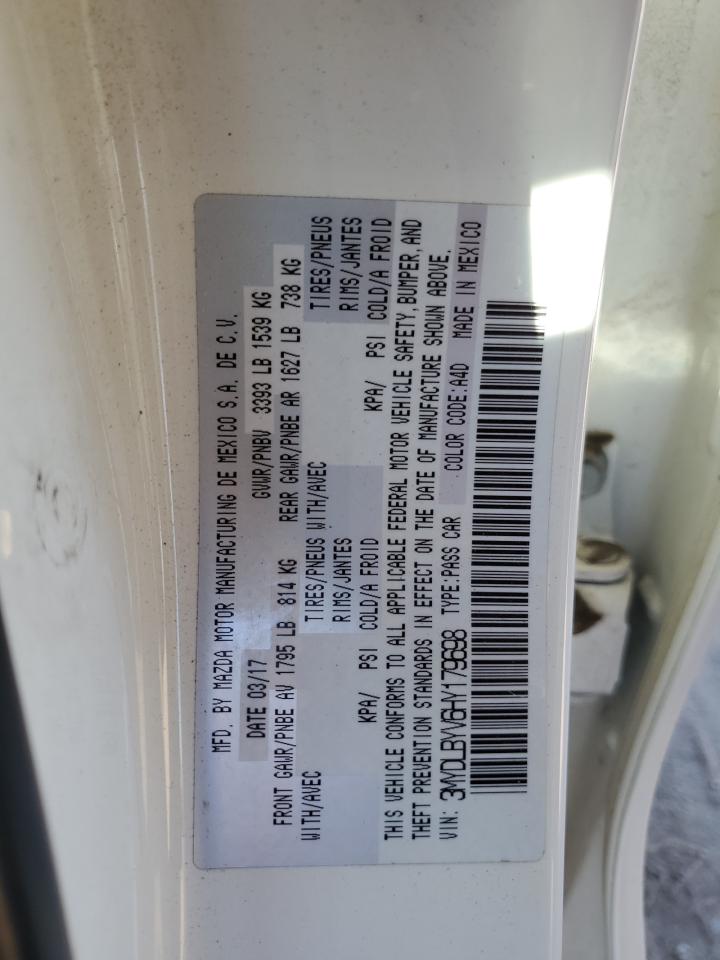 MFD. BY MAZDA MOTOR MANUFACTURING DE MEXICO S.A. DE C.V.
DATE 03/17 GVWR/PNBV 3393 LB 1539 KG
FRONT GAWR/PNBE AV 1795 LB 814 KG REAR GAWR/PNBE AR 1627 LB 738 KG
WITH/AVEC TIRES/PNEUS WITH/AVEC TIRES/PNEUS
RIMS/JANTES RIMS/JANTES
KPA/ PSI COLD/A FROID KPA/ PSI COLD/A FROID
THIS VEHICLE CONFORMS TO ALL APPLICABLE FEDERAL MOTOR VEHICLE SAFETY, BUMPER, AND
THEFT PREVENTION STANDARDS IN EFFECT ON THE DATE OF MANUFACTURE SHOWN ABOVE.
VIN: 3MYDLBYV6HY179698 TYPE:PASS CAR COLOR CODE:A4D MADE IN MEXICO